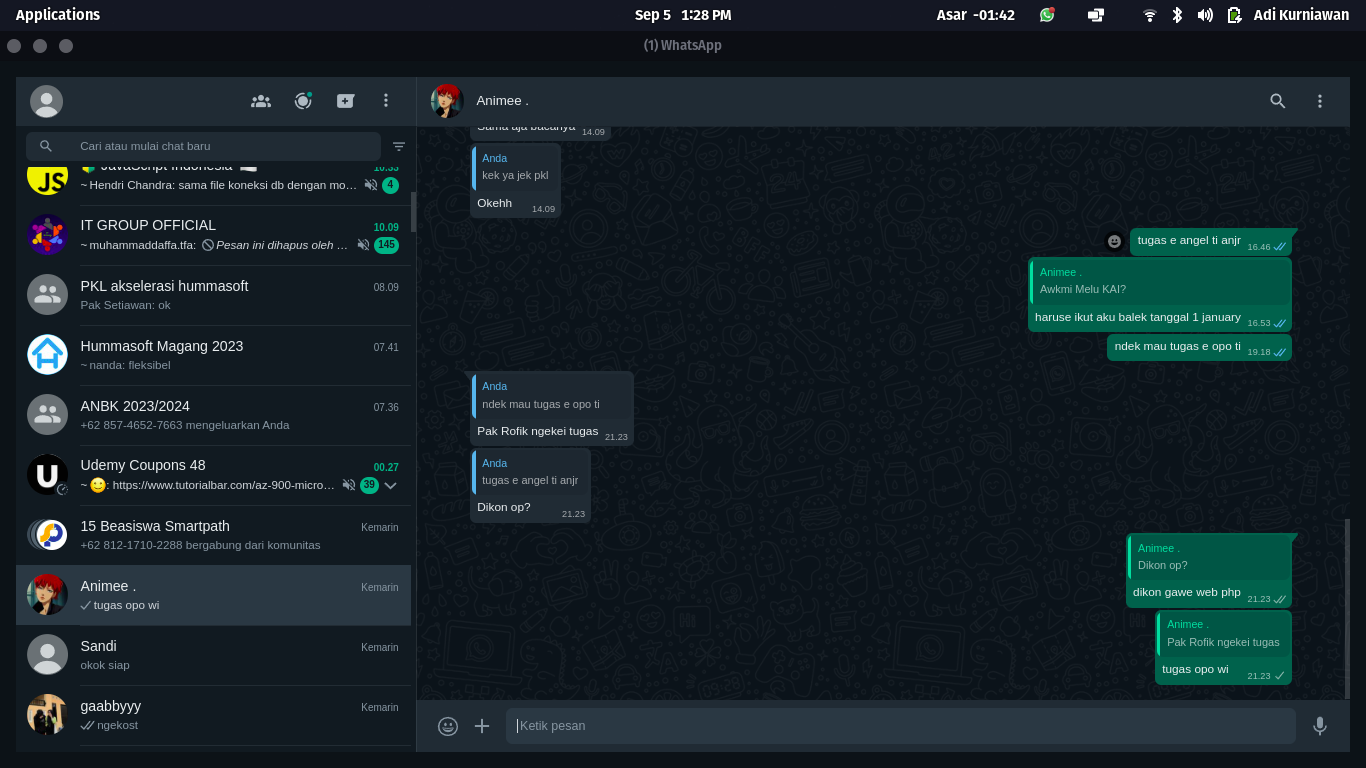 Applications
Sep 5 1:28 PM
Asar -01:42
Adi Kurniawan
(1) WhatsApp
Cari atau mulai chat baru
JavaScript Indonesia
10.33
JS
~ Hendri Chandra: sama file koneksi db dengan mo…
4
IT GROUP OFFICIAL
10.09
~ muhammaddaffa.tfa: Pesan ini dihapus oleh …
145
PKL akselerasi hummasoft
08.09
Pak Setiawan: ok
Hummasoft Magang 2023
07.41
~ nanda: fleksibel
ANBK 2023/2024
07.36
+62 857-4652-7663 mengeluarkan Anda
Udemy Coupons 48
00.27
U
~ 🙂: https://www.tutorialbar.com/az-900-micro…
39
15 Beasiswa Smartpath
Kemarin
+62 812-1710-2288 bergabung dari komunitas
Animee .
Kemarin
tugas opo wi
Sandi
Kemarin
okok siap
gaabbyyy
Kemarin
ngekost
Animee .
Sama aja bacanya 14.09
Anda
kek ya jek pkl
Okehh 14.09
tugas e angel ti anjr 16.46
Animee .
Awkmi Melu KAI?
haruse ikut aku balek tanggal 1 january 16.53
ndek mau tugas e opo ti 19.18
Anda
ndek mau tugas e opo ti
Pak Rofik ngekei tugas 21.23
Anda
tugas e angel ti anjr
Dikon op? 21.23
Animee .
Dikon op?
dikon gawe web php 21.23
Animee .
Pak Rofik ngekei tugas
tugas opo wi 21.23
Ketik pesan